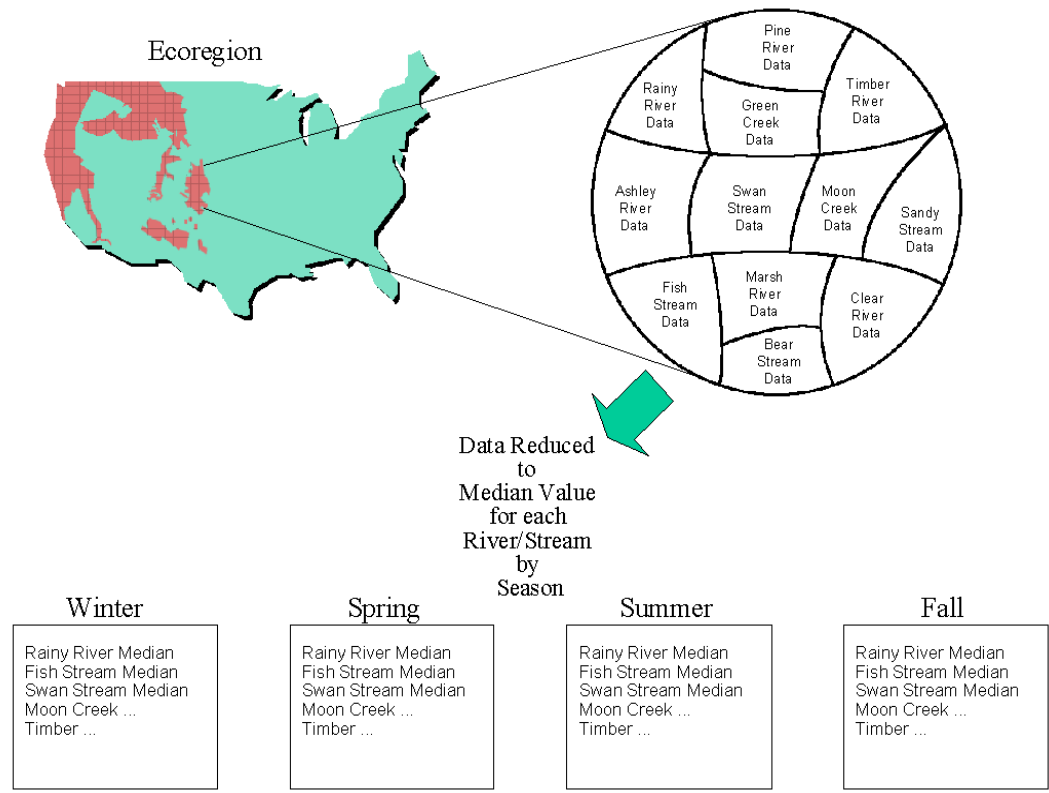 Ecoregion
Pine
River
Data
Rainy
River
Data
Green
Creek
Data
Timber
River
Data
Ashley
River
Data
Swan
Stream
Data
Moon
Creek
Data
Sandy
Stream
Data
Fish
Stream
Data
Marsh
River
Data
Clear
River
Data
Bear
Stream
Data
Data Reduced
to
Median Value
for each
River/Stream
by
Season
Winter
Rainy River Median
Fish Stream Median
Swan Stream Median
Moon Creek ...
Timber ...
Spring
Rainy River Median
Fish Stream Median
Swan Stream Median
Moon Creek ...
Timber ...
Summer
Rainy River Median
Fish Stream Median
Swan Stream Median
Moon Creek ...
Timber ...
Fall
Rainy River Median
Fish Stream Median
Swan Stream Median
Moon Creek ...
Timber ...